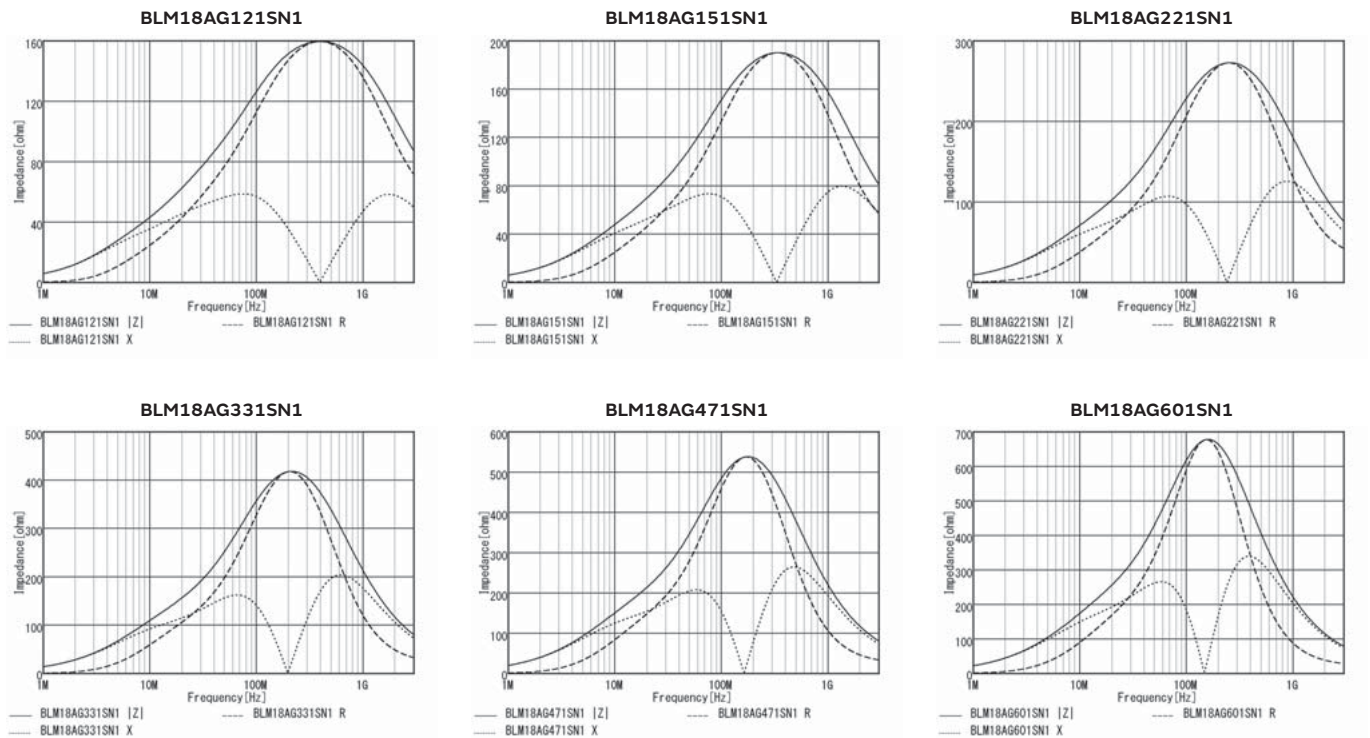 BLM18AG121SN1
Impedance[ohm]
160
120
80
40
0
1M
10M
100M
1G
Frequency[Hz]
BLM18AG121SN1 |Z|
BLM18AG121SN1 R
BLM18AG121SN1 X
BLM18AG151SN1
Impedance[ohm]
200
160
120
80
40
0
1M
10M
100M
1G
Frequency[Hz]
BLM18AG151SN1 |Z|
BLM18AG151SN1 R
BLM18AG151SN1 X
BLM18AG221SN1
Impedance[ohm]
300
200
100
0
1M
10M
100M
1G
Frequency[Hz]
BLM18AG221SN1 |Z|
BLM18AG221SN1 R
BLM18AG221SN1 X
BLM18AG331SN1
Impedance[ohm]
500
400
300
200
100
0
1M
10M
100M
1G
Frequency[Hz]
BLM18AG331SN1 |Z|
BLM18AG331SN1 R
BLM18AG331SN1 X
BLM18AG471SN1
Impedance[ohm]
600
500
400
300
200
100
0
1M
10M
100M
1G
Frequency[Hz]
BLM18AG471SN1 |Z|
BLM18AG471SN1 R
BLM18AG471SN1 X
BLM18AG601SN1
Impedance[ohm]
700
600
500
400
300
200
100
0
1M
10M
100M
1G
Frequency[Hz]
BLM18AG601SN1 |Z|
BLM18AG601SN1 R
BLM18AG601SN1 X